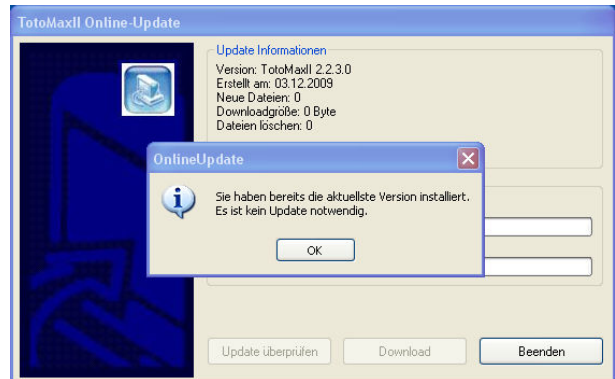 TotoMaxII Online-Update
Update Informationen
Version: TotoMaxII 2.2.3.0
Erstellt am: 03.12.2009
Neue Dateien: 0
Downloadgröße: 0 Byte
Dateien löschen: 0
OnlineUpdate
Sie haben bereits die aktuellste Version installiert.
Es ist kein Update notwendig.
OK
Update überprüfen
Download
Beenden